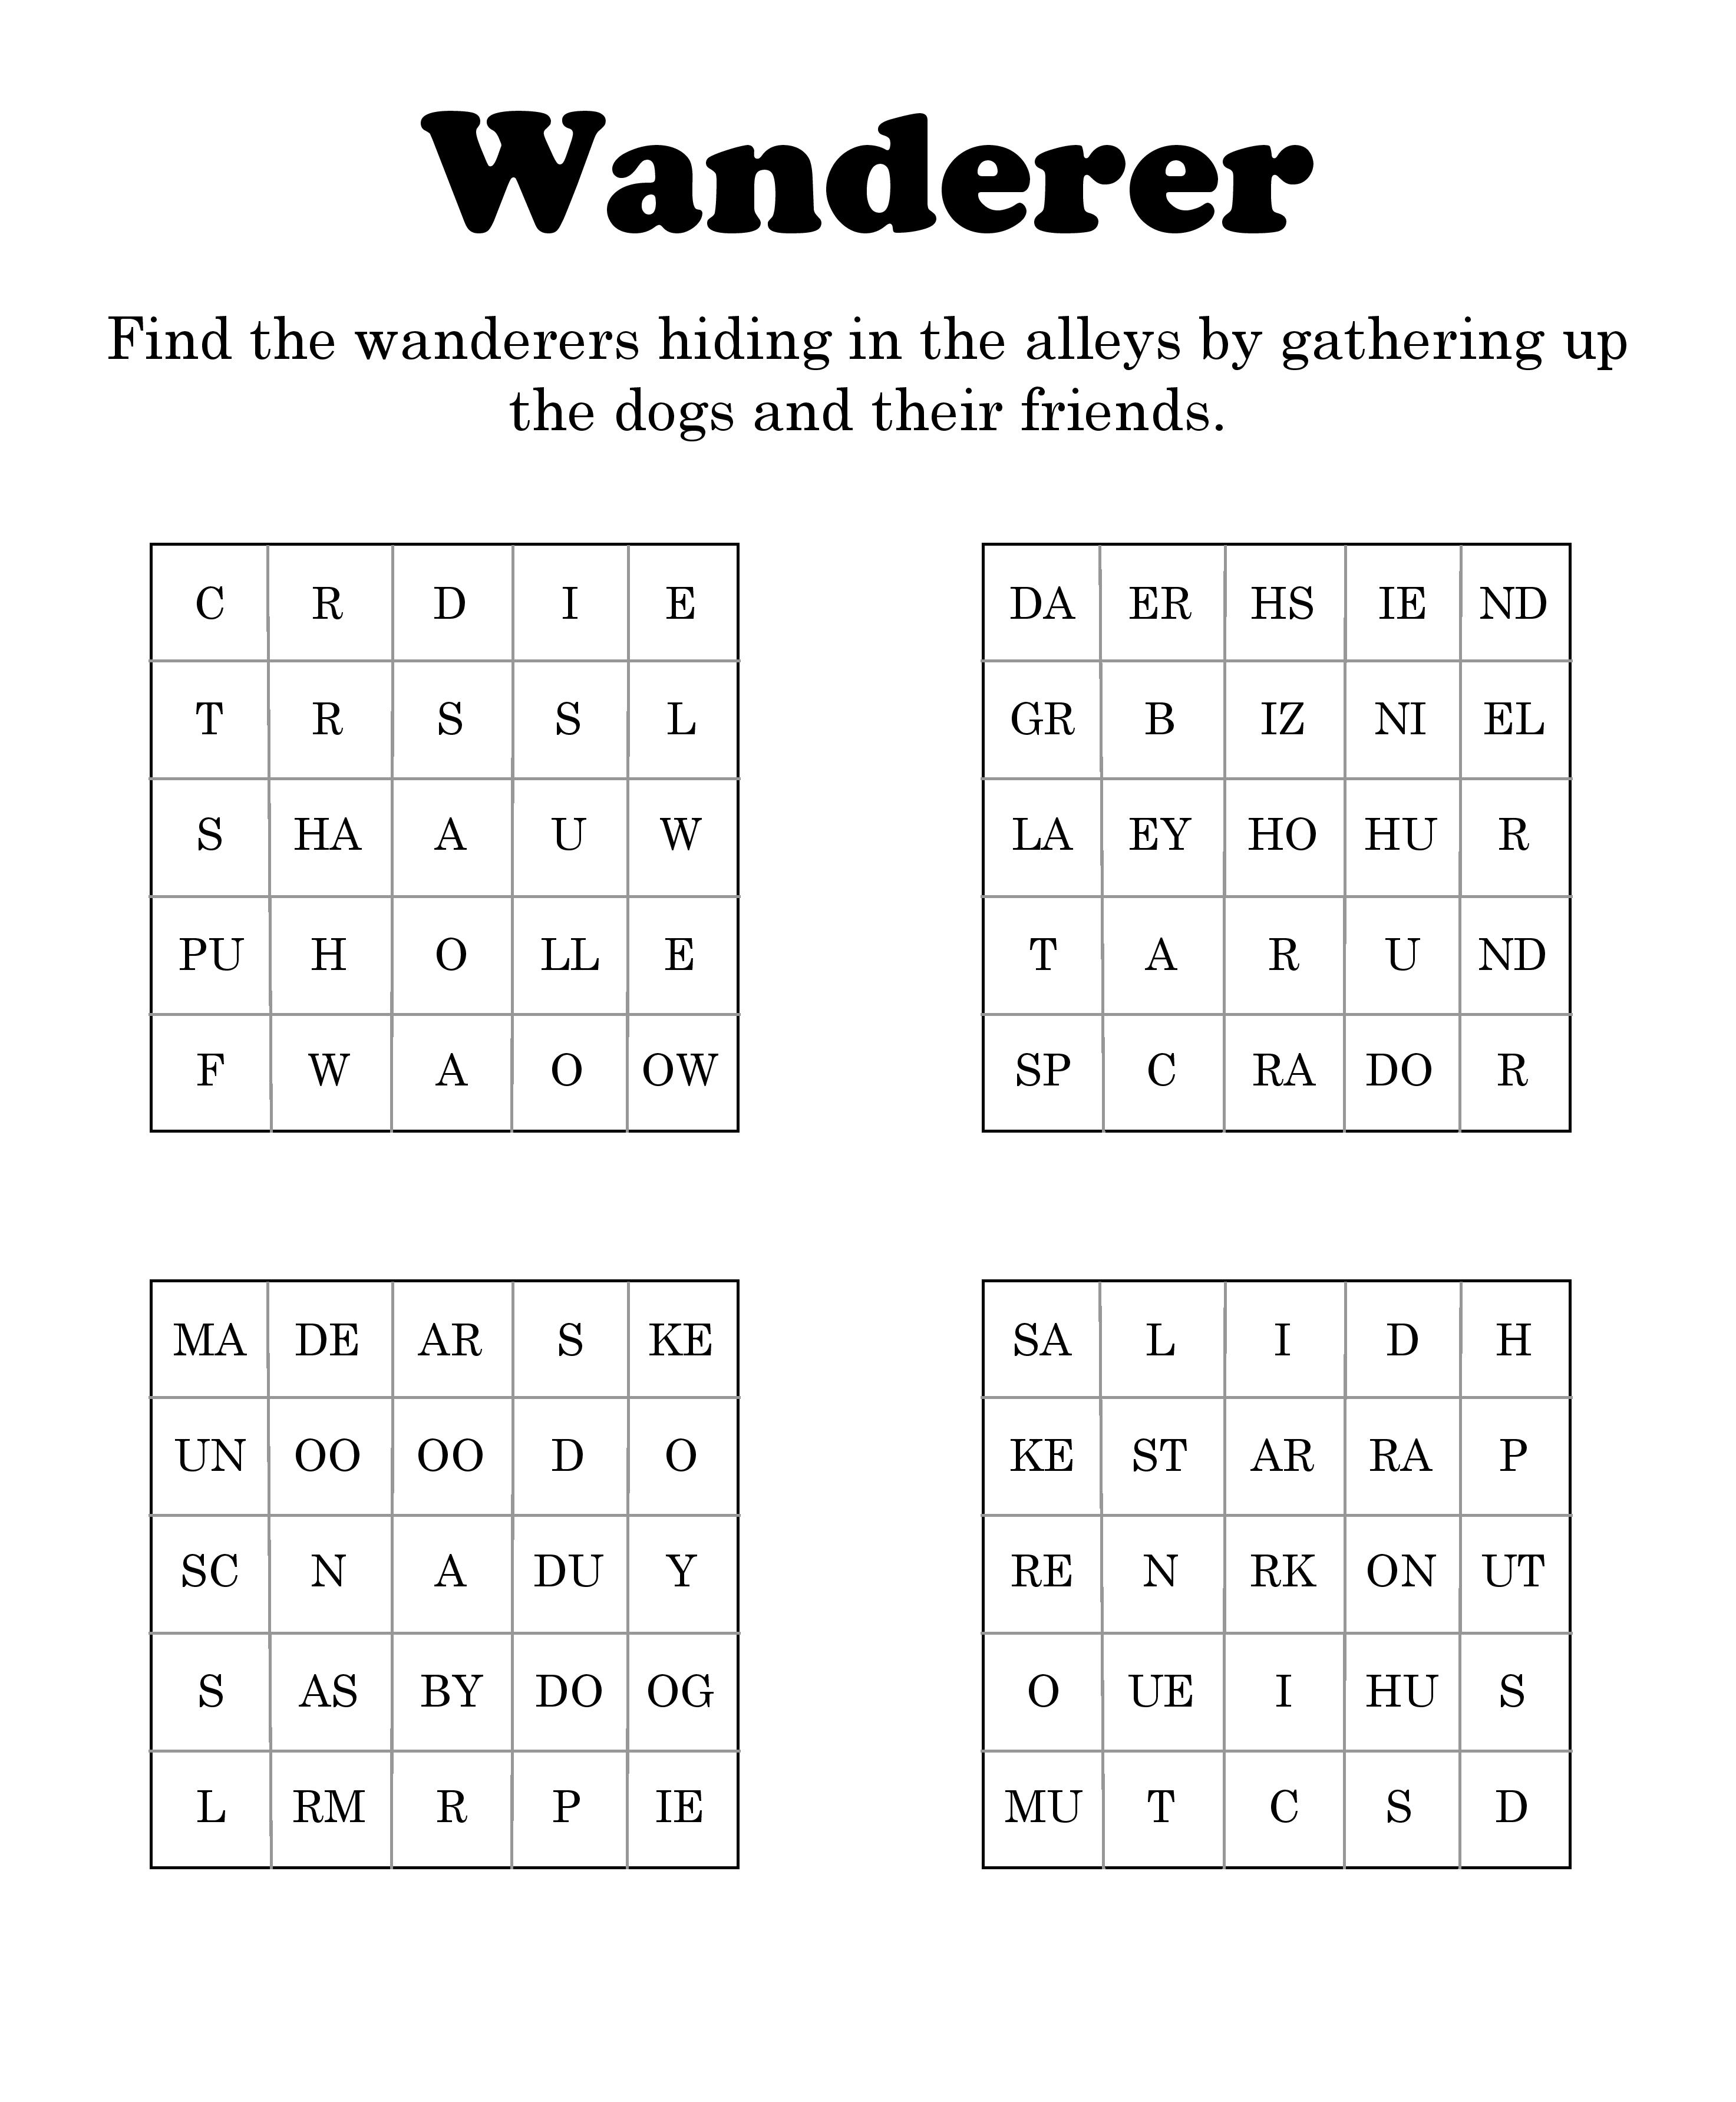 Wanderer
Find the wanderers hiding in the alleys by gathering up
the dogs and their friends.
C R D I E
T R S S L
S HA A U W
PU H O LL E
F W A O OW
DA ER HS IE ND
GR B IZ NI EL
LA EY HO HU R
T A R U ND
SP C RA DO R
MA DE AR S KE
UN OO OO D O
SC N A DU Y
S AS BY DO OG
L RM R P IE
SA L I D H
KE ST AR RA P
RE N RK ON UT
O UE I HU S
MU T C S D